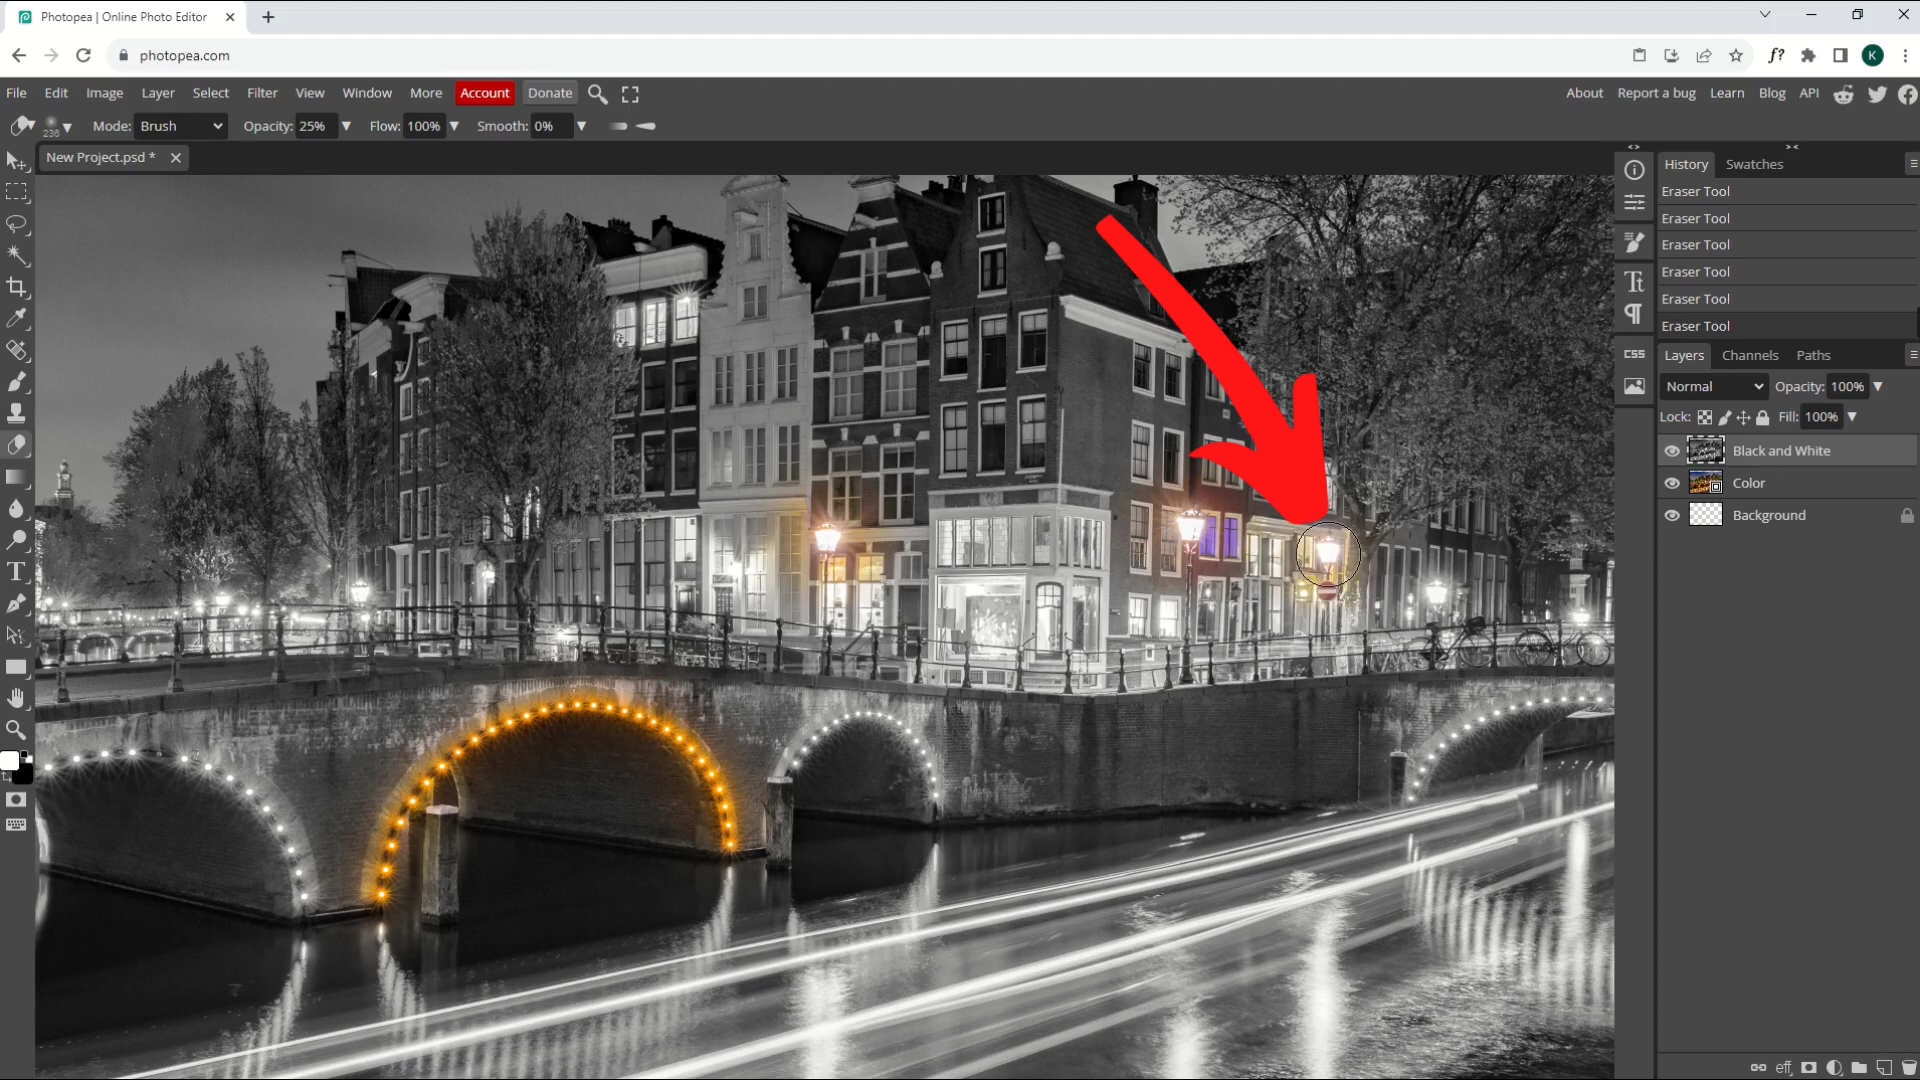 Photopea | Online Photo Editor
photopea.com
f?
K
File Edit Image Layer Select Filter View Window More Account Donate
About Report a bug Learn Blog API
236 Mode: Brush Opacity: 25% Flow: 100% Smooth: 0%
New Project.psd *
History Swatches
Eraser Tool
Eraser Tool
Eraser Tool
Eraser Tool
Eraser Tool
Eraser Tool
CSS
Layers Channels Paths
Normal Opacity: 100%
Lock: Fill: 100%
Black and White
Color
Background
eff